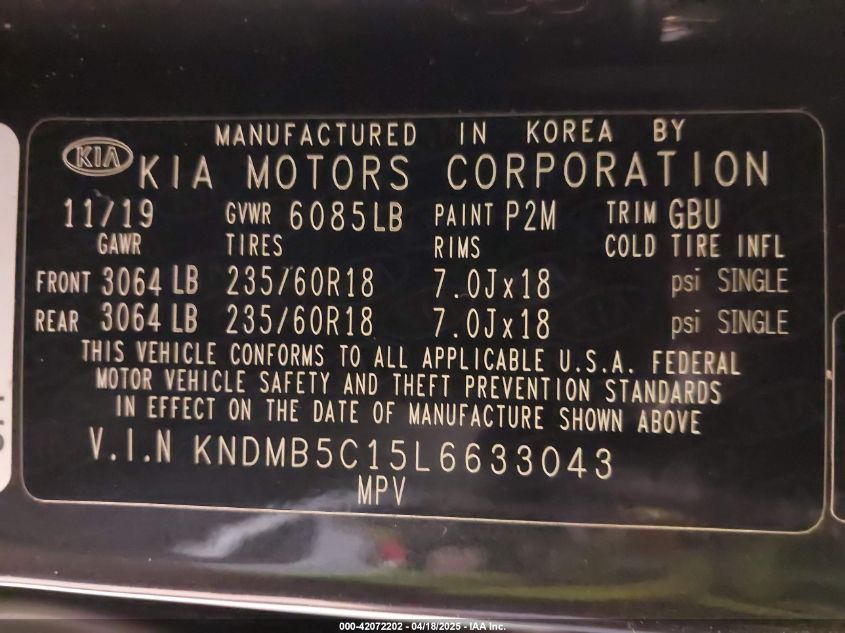 MANUFACTURED IN KOREA BY
KIA KIA MOTORS CORPORATION
11/19 GVWR 6085LB PAINT P2M TRIM GBU
GAWR TIRES RIMS COLD TIRE INFL
FRONT 3064 LB 235/60R18 7.0Jx18 psi SINGLE
REAR 3064 LB 235/60R18 7.0Jx18 psi SINGLE
THIS VEHICLE CONFORMS TO ALL APPLICABLE U.S.A. FEDERAL
MOTOR VEHICLE SAFETY AND THEFT PREVENTION STANDARDS
IN EFFECT ON THE DATE OF MANUFACTURE SHOWN ABOVE
V.I.N KNDMB5C15L6633043
MPV
000-42072202 - 04/18/2025 - IAA Inc.